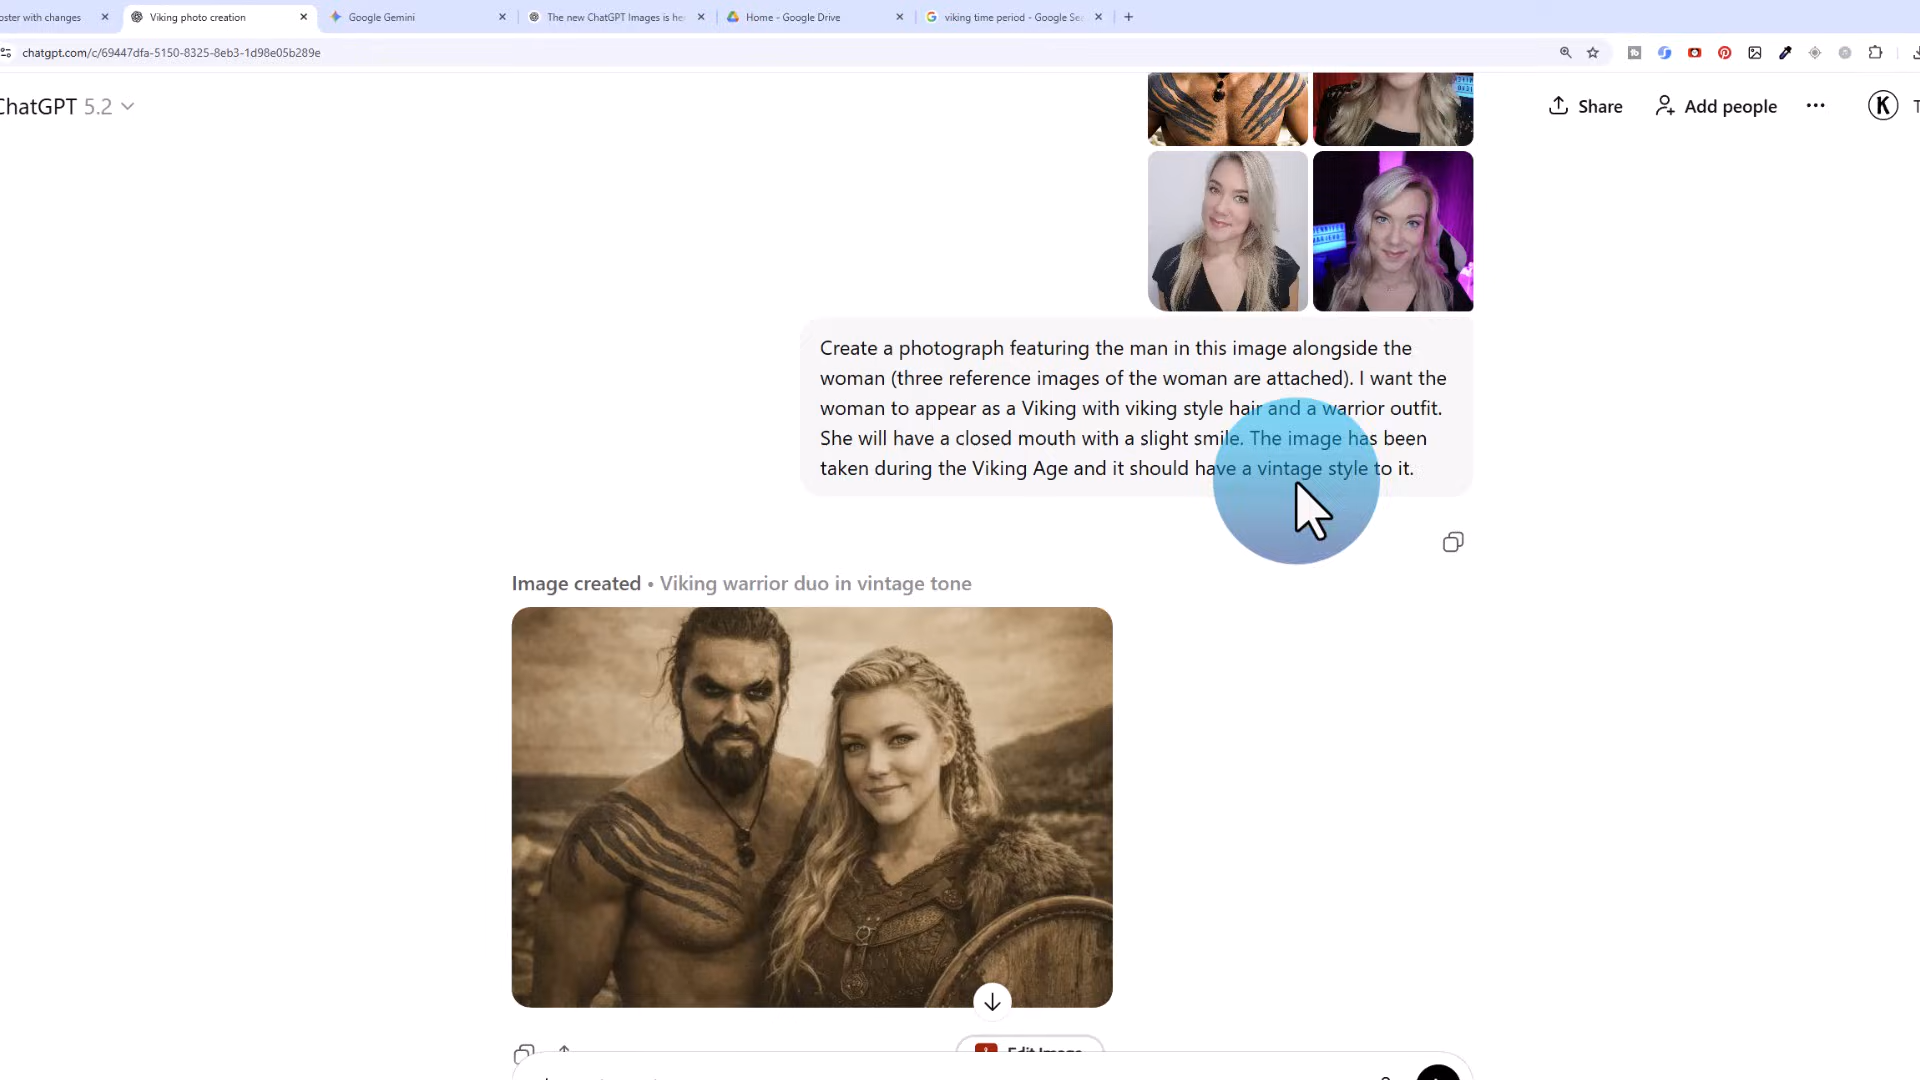 oster with changes
Viking photo creation
Google Gemini
The new ChatGPT Images is he
Home - Google Drive
viking time period - Google Se
chatgpt.com/c/69447dfa-5150-8325-8eb3-1d98e05b289e
ChatGPT 5.2
Share
Add people
K
T
Create a photograph featuring the man in this image alongside the
woman (three reference images of the woman are attached). I want the
woman to appear as a Viking with viking style hair and a warrior outfit.
She will have a closed mouth with a slight smile. The image has been
taken during the Viking Age and it should have a vintage style to it.
Image created • Viking warrior duo in vintage tone
Edit Image